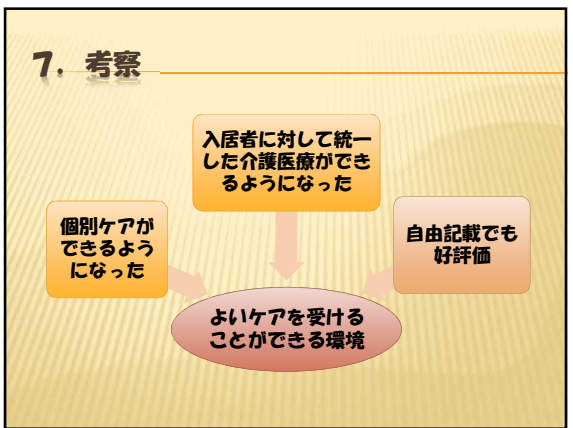 7．考察
入居者に対して統一
した介護医療ができ
るようになった
個別ケアが
できるよう
になった
自由記載でも
好評価
よいケアを受ける
ことができる環境